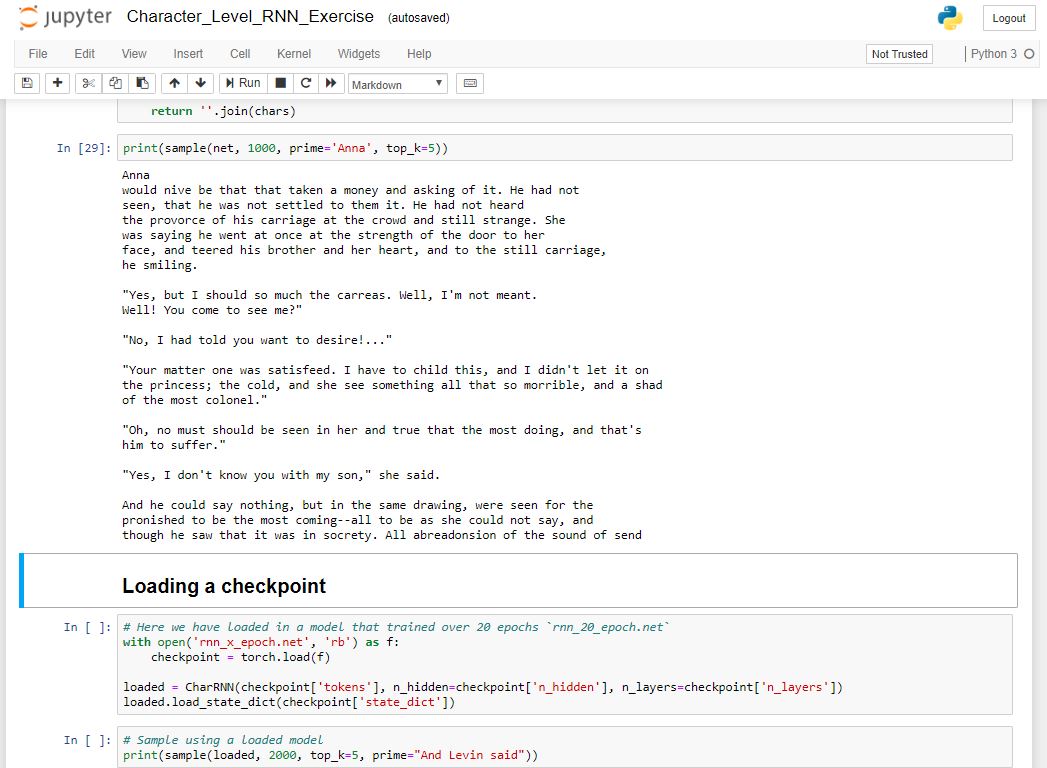 jupyter Character_Level_RNN_Exercise (autosaved)
Logout
File Edit View Insert Cell Kernel Widgets Help
Not Trusted
Python 3
Run
Markdown
return ''.join(chars)
In [29]: print(sample(net, 1000, prime='Anna', top_k=5))
Anna
would nive be that that taken a money and asking of it. He had not
seen, that he was not settled to them it. He had not heard
the provorce of his carriage at the crowd and still strange. She
was saying he went at once at the strength of the door to her
face, and teered his brother and her heart, and to the still carriage,
he smiling.
"Yes, but I should so much the carreas. Well, I'm not meant.
Well! You come to see me?"
"No, I had told you want to desire!..."
"Your matter one was satisfeed. I have to child this, and I didn't let it on
the princess; the cold, and she see something all that so morrible, and a shad
of the most colonel."
"Oh, no must should be seen in her and true that the most doing, and that's
him to suffer."
"Yes, I don't know you with my son," she said.
And he could say nothing, but in the same drawing, were seen for the
pronished to be the most coming--all to be as she could not say, and
though he saw that it was in socrety. All abreadonsion of the sound of send
Loading a checkpoint
In [ ]: # Here we have loaded in a model that trained over 20 epochs `rnn_20_epoch.net`
with open('rnn_x_epoch.net', 'rb') as f:
checkpoint = torch.load(f)
loaded = CharRNN(checkpoint['tokens'], n_hidden=checkpoint['n_hidden'], n_layers=checkpoint['n_layers'])
loaded.load_state_dict(checkpoint['state_dict'])
In [ ]: # Sample using a loaded model
print(sample(loaded, 2000, top_k=5, prime="And Levin said"))